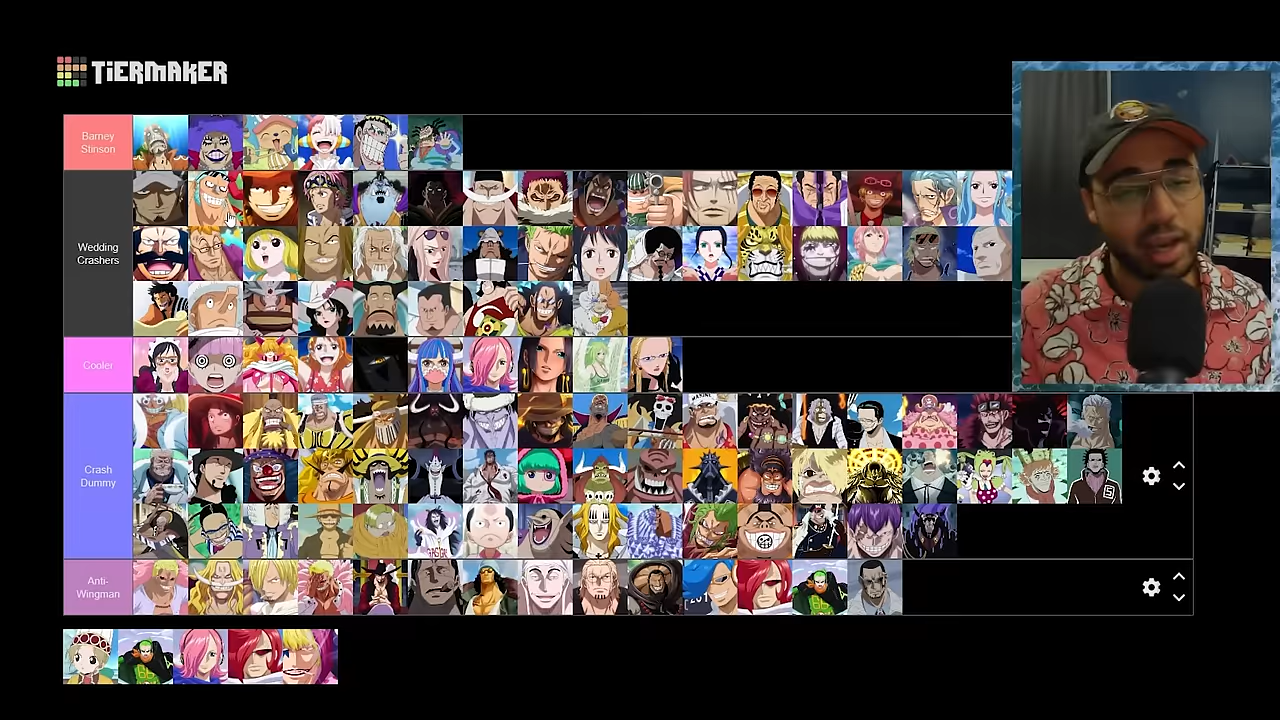 TiERMAKER
Barney
Stinson
Wedding
Crashers
Cooler
Crash
Dummy
Anti-
Wingman